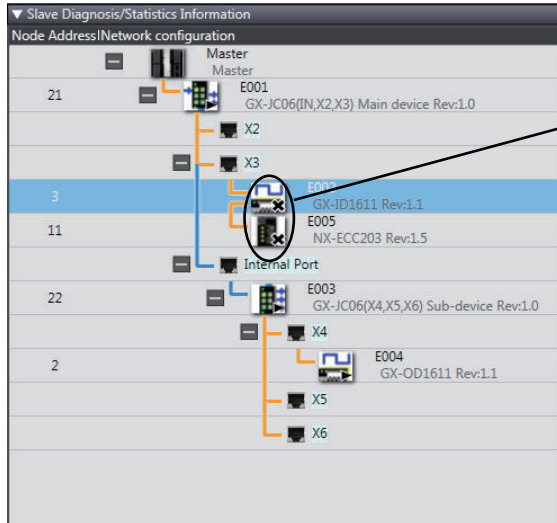 ▼ Slave Diagnosis/Statistics Information
Node Address|Network configuration
Master
Master
21
E001
GX-JC06(IN,X2,X3) Main device Rev:1.0
X2
X3
3
E002
GX-ID1611 Rev:1.1
11
E005
NX-ECC203 Rev:1.5
Internal Port
22
E003
GX-JC06(X4,X5,X6) Sub-device Rev:1.0
X4
2
E004
GX-OD1611 Rev:1.1
X5
X6